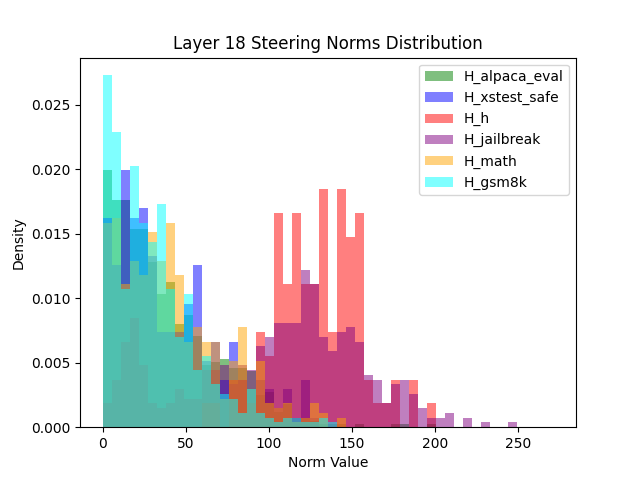 Layer 18 Steering Norms Distribution
H_alpaca_eval
H_xstest_safe
H_h
H_jailbreak
H_math
H_gsm8k
Density
0.025
0.020
0.015
0.010
0.005
0.000
0
50
100
150
200
250
Norm Value